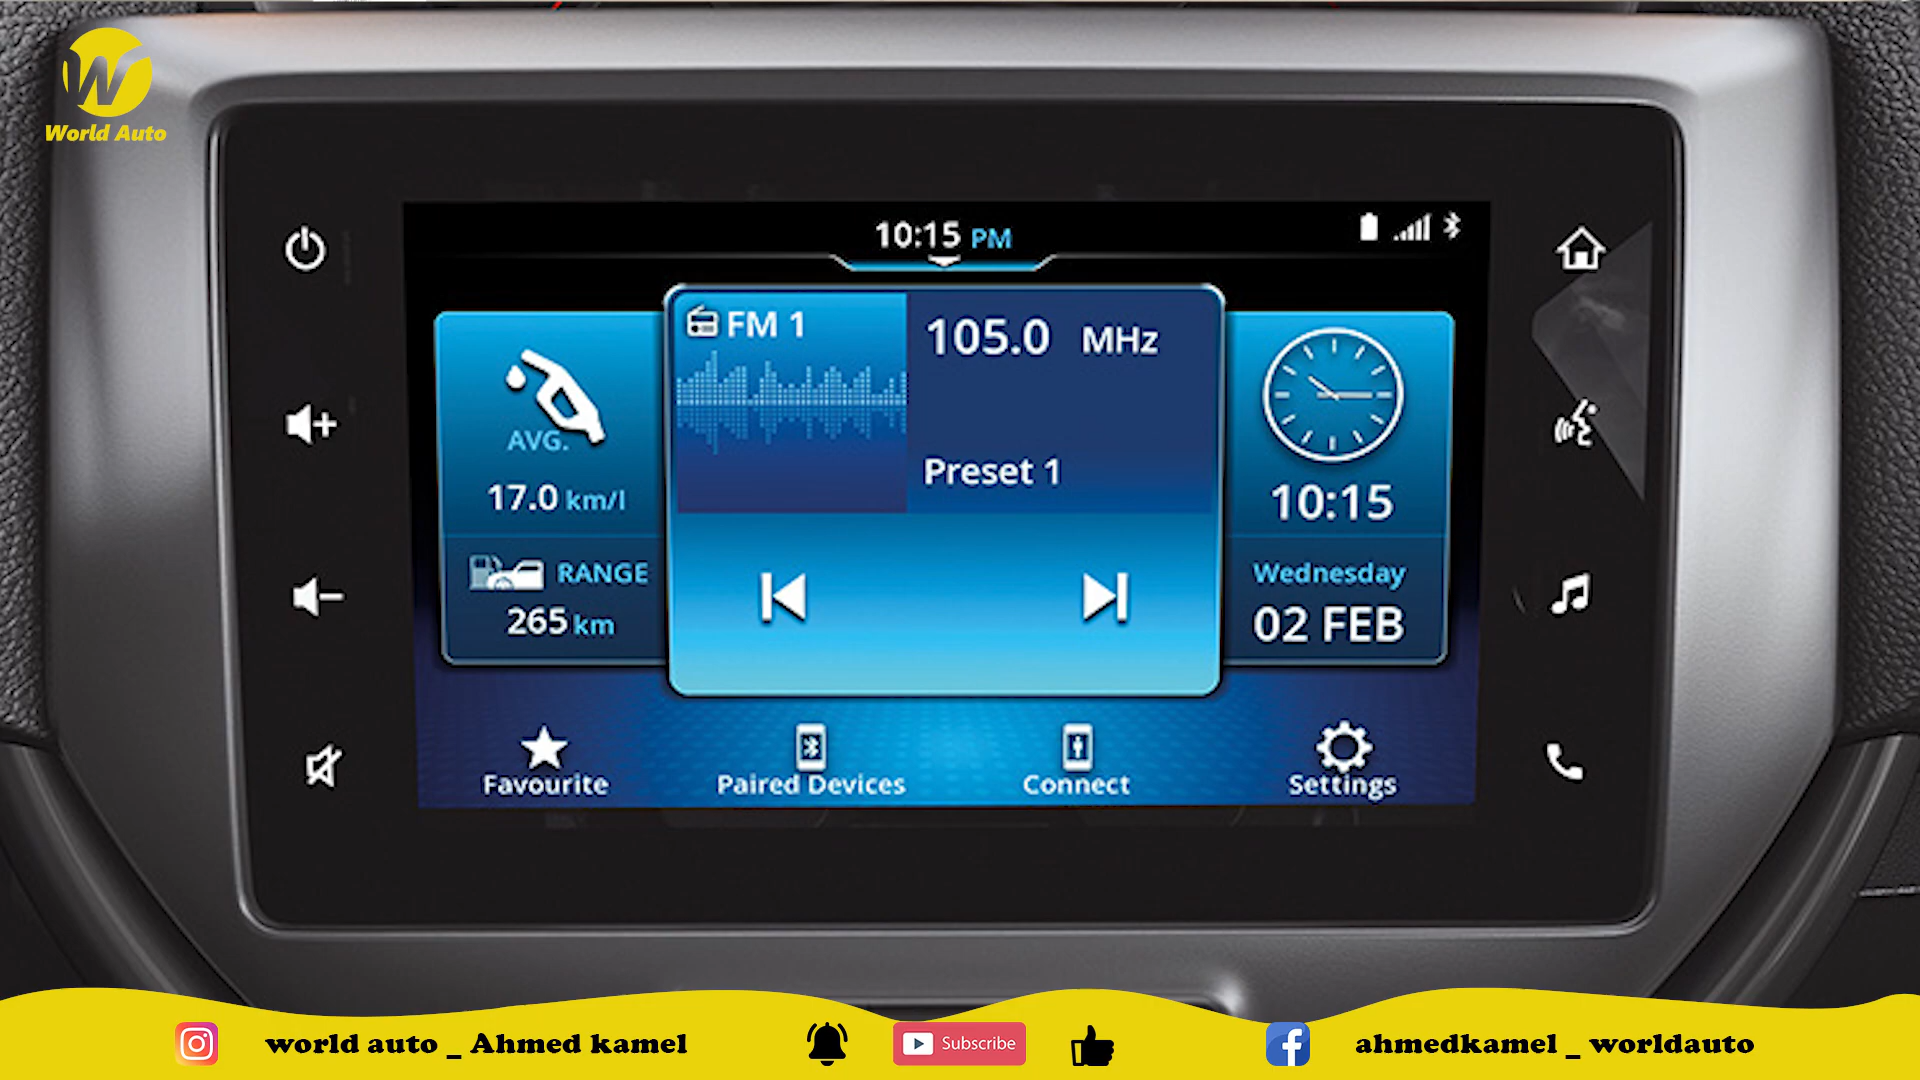 W
World Auto
10:15 PM
FM 1
105.0 MHz
Preset 1
AVG.
17.0 km/l
RANGE
265 km
10:15
Wednesday
02 FEB
Favourite
Paired Devices
Connect
Settings
world auto _ Ahmed kamel
Subscribe
ahmedkamel _ worldauto